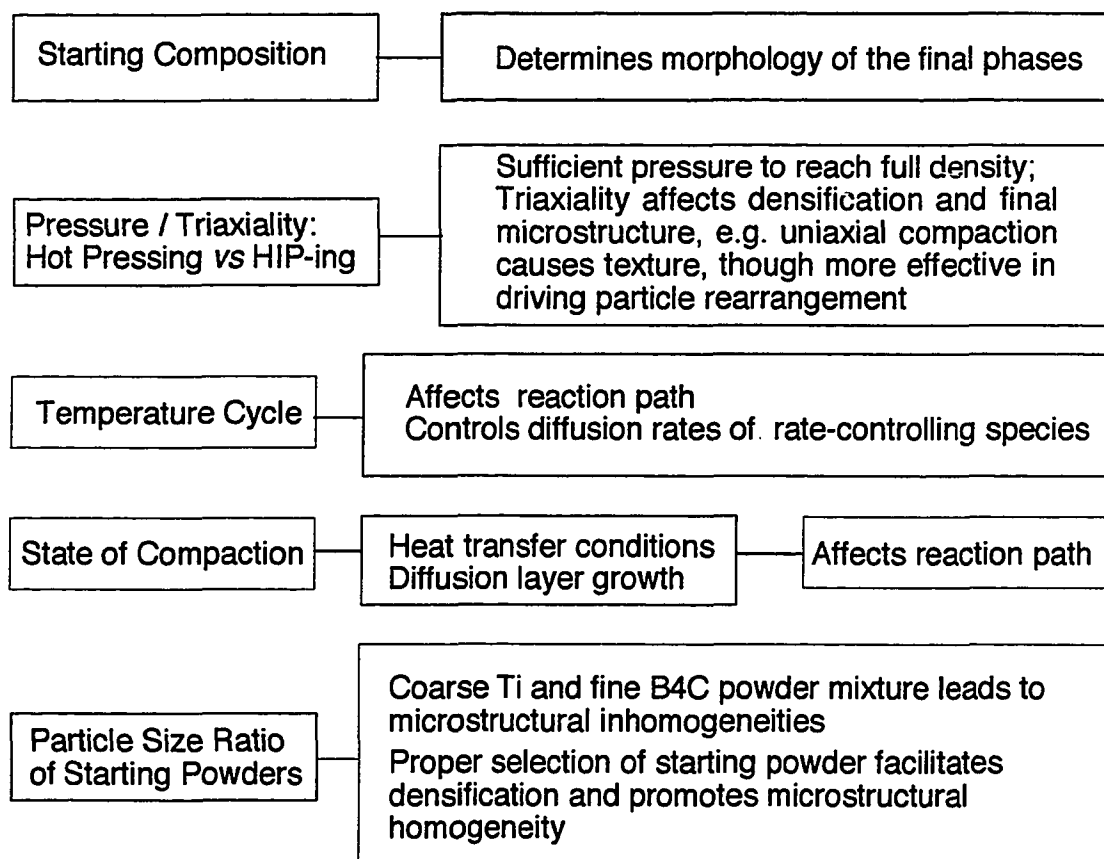 Starting Composition
Determines morphology of the final phases
Pressure / Triaxiality:
Hot Pressing vs HIP-ing
Sufficient pressure to reach full density;
Triaxiality affects densification and final
microstructure, e.g. uniaxial compaction
causes texture, though more effective in
driving particle rearrangement
Temperature Cycle
Affects reaction path
Controls diffusion rates of. rate-controlling species
State of Compaction
Heat transfer conditions
Diffusion layer growth
Affects reaction path
Particle Size Ratio
of Starting Powders
Coarse Ti and fine B4C powder mixture leads to
microstructural inhomogeneities
Proper selection of starting powder facilitates
densification and promotes microstructural
homogeneity